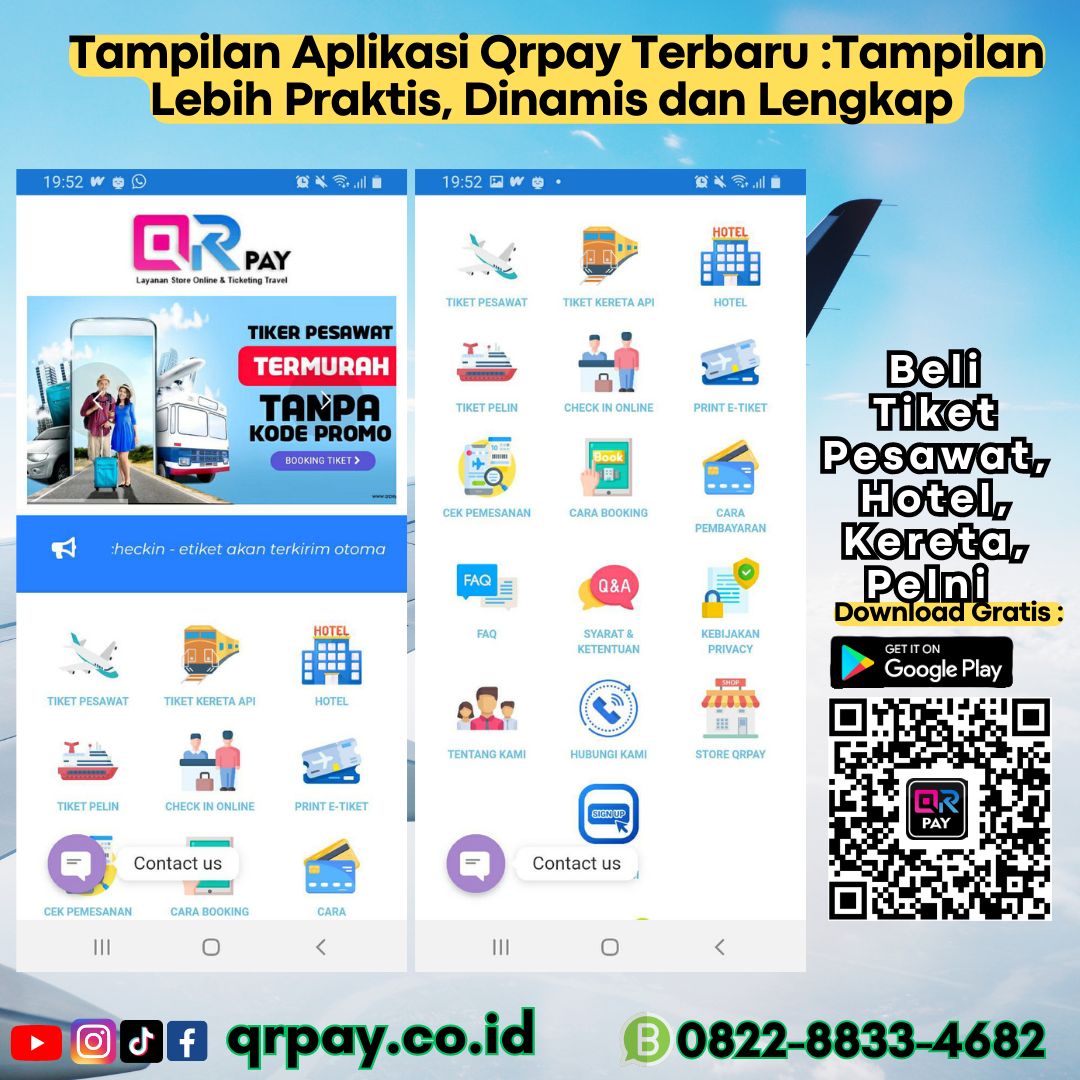 Tampilan Aplikasi Qrpay Terbaru :Tampilan
Lebih Praktis, Dinamis dan Lengkap
19:52
QR PAY
Layanan Store Online & Ticketing Travel
TIKER PESAWAT
TERMURAH
TANPA
KODE PROMO
BOOKING TIKET
:heckin - etiket akan terkirim otoma
HOTEL
TIKET PESAWAT
TIKET KERETA API
HOTEL
TIKET PELIN
CHECK IN ONLINE
PRINT E-TIKET
Contact us
CEK PEMESANAN
CARA BOOKING
CARA
19:52
HOTEL
TIKET PESAWAT
TIKET KERETA API
HOTEL
TIKET PELIN
CHECK IN ONLINE
PRINT E-TIKET
Book
CEK PEMESANAN
CARA BOOKING
CARA
PEMBAYARAN
FAQ
Q&A
FAQ
SYARAT &
KETENTUAN
KEBIJAKAN
PRIVACY
SHOP
TENTANG KAMI
HUBUNGI KAMI
STORE QRPAY
SIGN UP
Contact us
Beli
Tiket
Pesawat,
Hotel,
Kereta,
Pelni
Download Gratis :
GET IT ON
Google Play
QR
PAY
qrpay.co.id
B 0822-8833-4682